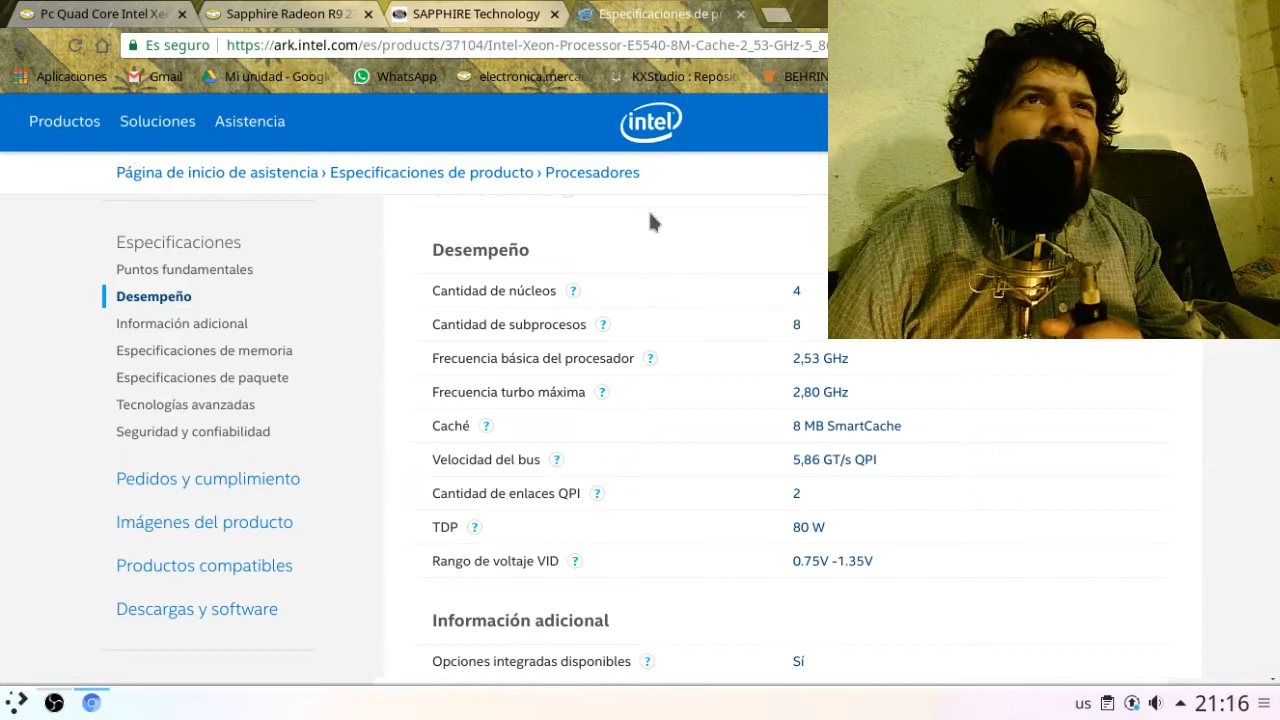 Pc Quad Core Intel Xe
Sapphire Radeon R9 2
SAPPHIRE Technology
Especificaciones de p
Es seguro
https://ark.intel.com/es/products/37104/Intel-Xeon-Processor-E5540-8M-Cache-2_53-GHz-5_8
Aplicaciones
Gmail
Mi unidad - Google
WhatsApp
electronica.merca
KXStudio : Reposi
BEHRIN
Productos
Soluciones
Asistencia
intel
Página de inicio de asistencia › Especificaciones de producto › Procesadores
Especificaciones
Puntos fundamentales
Desempeño
Información adicional
Especificaciones de memoria
Especificaciones de paquete
Tecnologías avanzadas
Seguridad y confiabilidad
Pedidos y cumplimiento
Imágenes del producto
Productos compatibles
Descargas y software
Desempeño
Cantidad de núcleos ? 4
Cantidad de subprocesos ? 8
Frecuencia básica del procesador ? 2,53 GHz
Frecuencia turbo máxima ? 2,80 GHz
Caché ? 8 MB SmartCache
Velocidad del bus ? 5,86 GT/s QPI
Cantidad de enlaces QPI ? 2
TDP ? 80 W
Rango de voltaje VID ? 0.75V -1.35V
Información adicional
Opciones integradas disponibles ? Sí
us
21:16